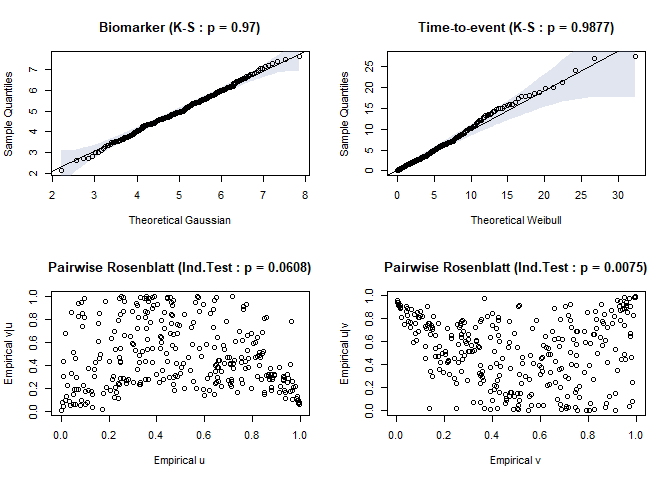 Biomarker (K-S : p = 0.97)
Sample Quantiles
2 3 4 5 6 7
2 3 4 5 6 7 8
Theoretical Gaussian
Time-to-event (K-S : p = 0.9877)
Sample Quantiles
0 5 10 15 20 25
0 5 10 15 20 25 30
Theoretical Weibull
Pairwise Rosenblatt (Ind.Test : p = 0.0608)
Empirical v|u
0.0 0.2 0.4 0.6 0.8 1.0
0.0 0.2 0.4 0.6 0.8 1.0
Empirical u
Pairwise Rosenblatt (Ind.Test : p = 0.0075)
Empirical u|v
0.0 0.2 0.4 0.6 0.8 1.0
0.0 0.2 0.4 0.6 0.8 1.0
Empirical v